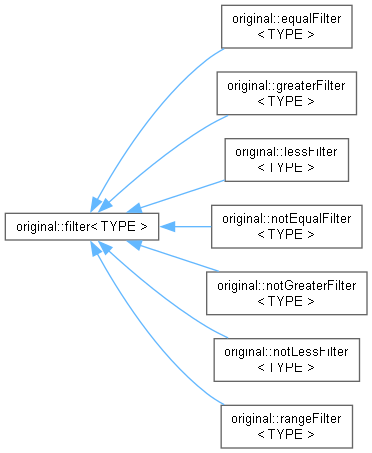 original::equalFilter
< TYPE >
original::greaterFilter
< TYPE >
original::lessFilter
< TYPE >
original::filter< TYPE >
original::notEqualFilter
< TYPE >
original::notGreaterFilter
< TYPE >
original::notLessFilter
< TYPE >
original::rangeFilter
< TYPE >